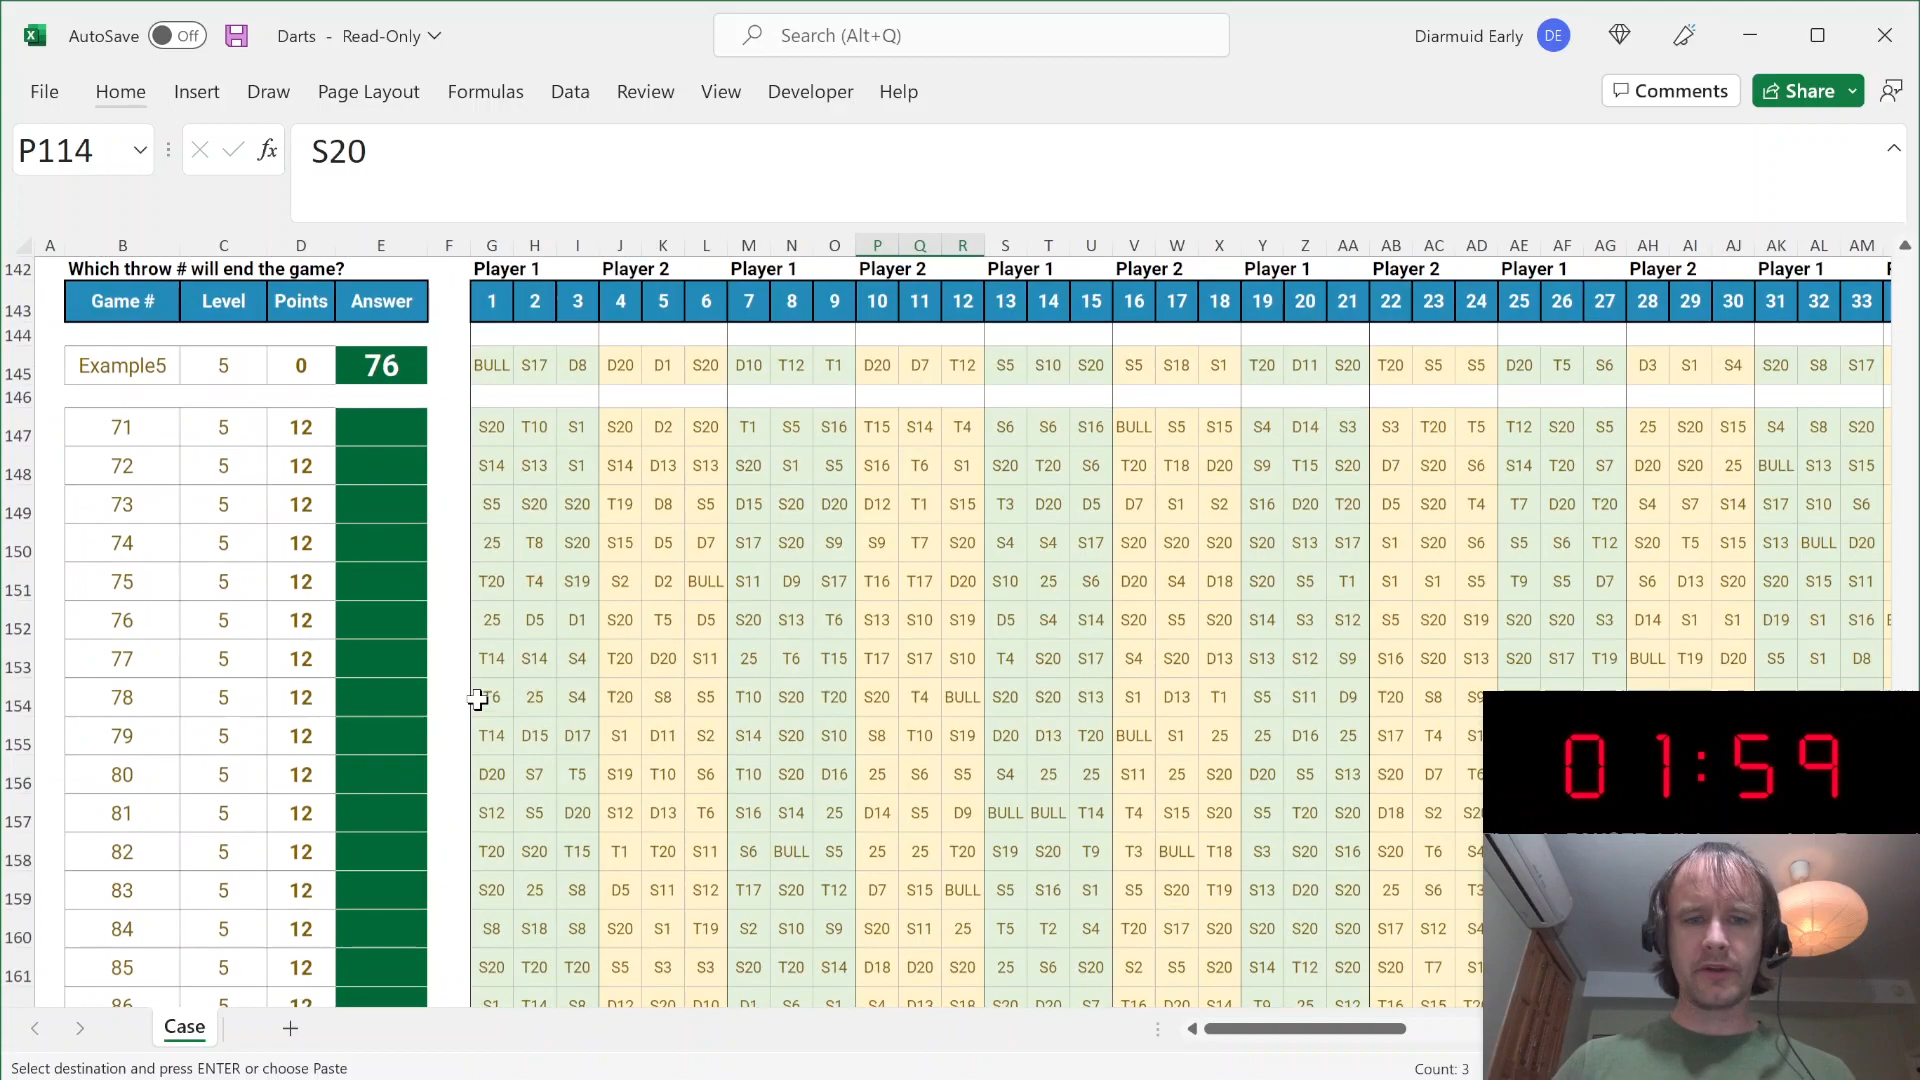 AutoSave Off Darts - Read-Only Search (Alt+Q) Diarmuid Early DE
File Home Insert Draw Page Layout Formulas Data Review View Developer Help Comments Share
P114 fx S20
A B C D E F G H I J K L M N O P Q R S T U V W X Y Z AA AB AC AD AE AF AG AH AI AJ AK AL AM
142 Which throw # will end the game? Player 1 Player 2 Player 1 Player 2 Player 1 Player 2 Player 1 Player 2 Player 1 Player 2 Player 1
143 Game # Level Points Answer 1 2 3 4 5 6 7 8 9 10 11 12 13 14 15 16 17 18 19 20 21 22 23 24 25 26 27 28 29 30 31 32 33
144
145 Example5 5 0 76 BULL S17 D8 D20 D1 S20 D10 T12 T1 D20 D7 T12 S5 S10 S20 S5 S18 S1 T20 D11 S20 T20 S5 S5 D20 T5 S6 D3 S1 S4 S20 S8 S17
146
147 71 5 12 S20 T10 S1 S20 D2 S20 T1 S5 S16 T15 S14 T4 S6 S6 S16 BULL S5 S15 S4 D14 S3 S3 T20 T5 T12 S20 S5 25 S20 S15 S4 S8 S20
148 72 5 12 S14 S13 S1 S14 D13 S13 S20 S1 S5 S16 T6 S1 S20 T20 S6 T20 T18 D20 S9 T15 S20 D7 S20 S6 S14 T20 S7 D20 S20 25 BULL S13 S15
149 73 5 12 S5 S20 S20 T19 D8 S5 D15 S20 D20 D12 T1 S15 T3 D20 D5 D7 S1 S2 S16 D20 T20 D5 S20 T4 T7 D20 T20 S4 S7 S14 S17 S10 S6
150 74 5 12 25 T8 S20 S15 D5 D7 S17 S20 S9 S9 T7 S20 S4 S4 S17 S20 S20 S20 S20 S13 S17 S1 S20 S6 S5 S6 T12 S20 T5 S15 S13 BULL D20
151 75 5 12 T20 T4 S19 S2 D2 BULL S11 D9 S17 T16 T17 D20 S10 25 S6 D20 S4 D18 S20 S5 T1 S1 S1 S5 T9 S5 D7 S6 D13 S20 S20 S15 S11
152 76 5 12 25 D5 D1 S20 T5 D5 S20 S13 T6 S13 S10 S19 D5 S4 S14 S20 S5 S20 S14 S3 S12 S5 S20 S19 S20 S20 S3 D14 S1 S1 D19 S1 S16
153 77 5 12 T14 S14 S4 T20 D20 S11 25 T6 T15 T17 S17 S10 T4 S20 S17 S4 S20 D13 S13 S12 S9 S16 S20 S13 S20 S17 T19 BULL T19 D20 S5 S1 D8
154 78 5 12 T6 25 S4 T20 S8 S5 T10 S20 T20 S20 T4 BULL S20 S20 S13 S1 D13 T1 S5 S11 D9 T20 S8
155 79 5 12 T14 D15 D17 S1 D11 S2 S14 S20 S10 S8 T10 S19 D20 D13 T20 BULL S1 25 25 D16 25 S17 T4
156 80 5 12 D20 S7 T5 S19 T10 S6 T10 S20 D16 25 S6 S5 S4 25 25 S11 25 S20 D20 S5 S13 S20 D7
157 81 5 12 S12 S5 D20 S12 D13 T6 S16 S14 25 D14 S5 D9 BULL BULL T14 T4 S15 S20 S5 T20 S20 D18 S2
158 82 5 12 T20 S20 T15 T1 T20 S11 S6 BULL S5 25 25 T20 S19 S20 T9 T3 BULL T18 S3 S20 S16 S20 T6
159 83 5 12 S20 25 S8 D5 S11 S12 T17 S20 T12 D7 S15 BULL S5 S16 S1 S5 S20 T19 S13 D20 S20 25 S6
160 84 5 12 S8 S18 S8 S20 S1 T19 S2 S10 S9 S20 S11 25 T5 T2 S4 T20 S17 S20 S20 S20 S20 S17 S12
161 85 5 12 S20 T20 T20 S5 S3 S3 S20 T20 S14 D18 D20 S20 25 S6 S20 S2 S5 S20 S14 T12 S20 S20 T7
86 5 12 S1 T14 S8 D12 S20 D10 D1 S6 S1 S4 D13 S18 S20 D20 S7 T16 D20 S14 T9 25 S12 T16 S15
01:59
Case
Select destination and press ENTER or choose Paste Count: 3